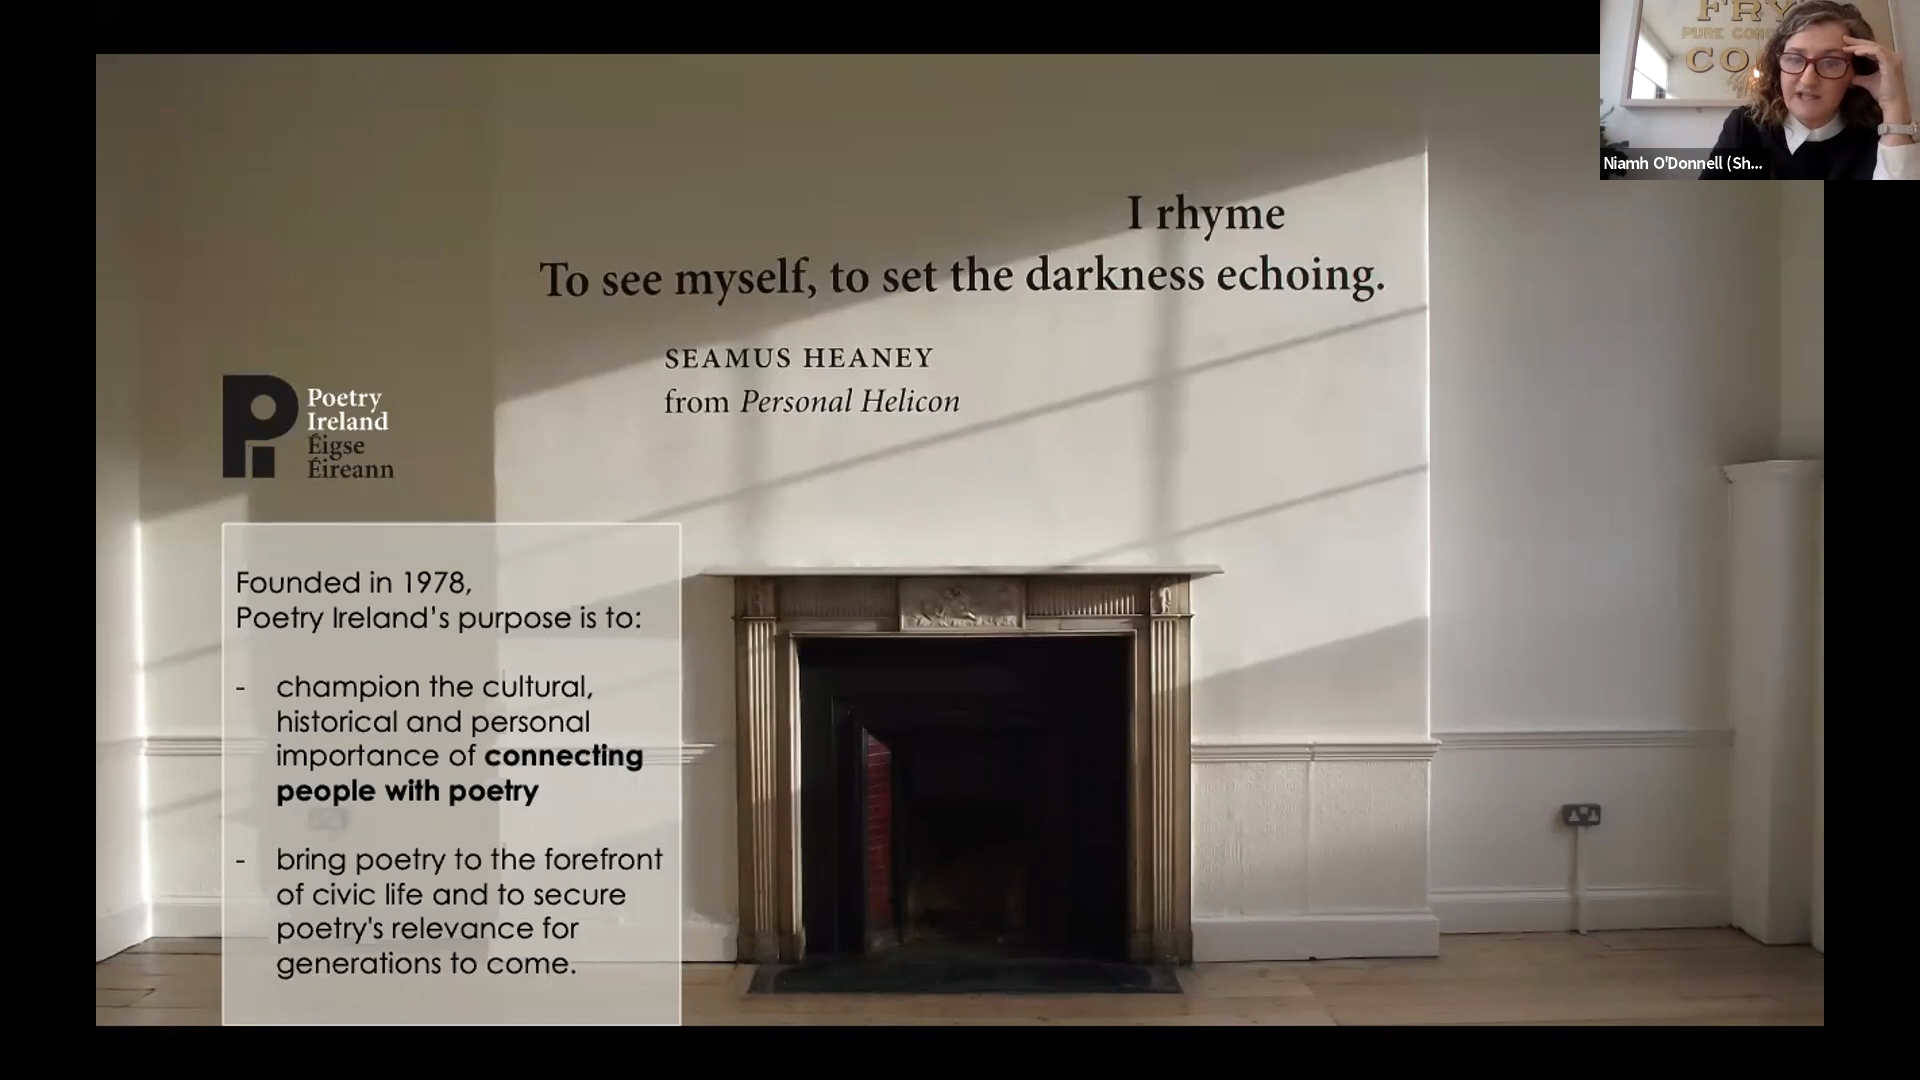 I rhyme
To see myself, to set the darkness echoing.
SEAMUS HEANEY
from Personal Helicon
Poetry
Ireland
Éigse
Éireann
Founded in 1978,
Poetry Ireland's purpose is to:
- champion the cultural,
historical and personal
importance of connecting
people with poetry
- bring poetry to the forefront
of civic life and to secure
poetry's relevance for
generations to come.
FRY
PURE
CO
Niamh O'Donnell (Sh...